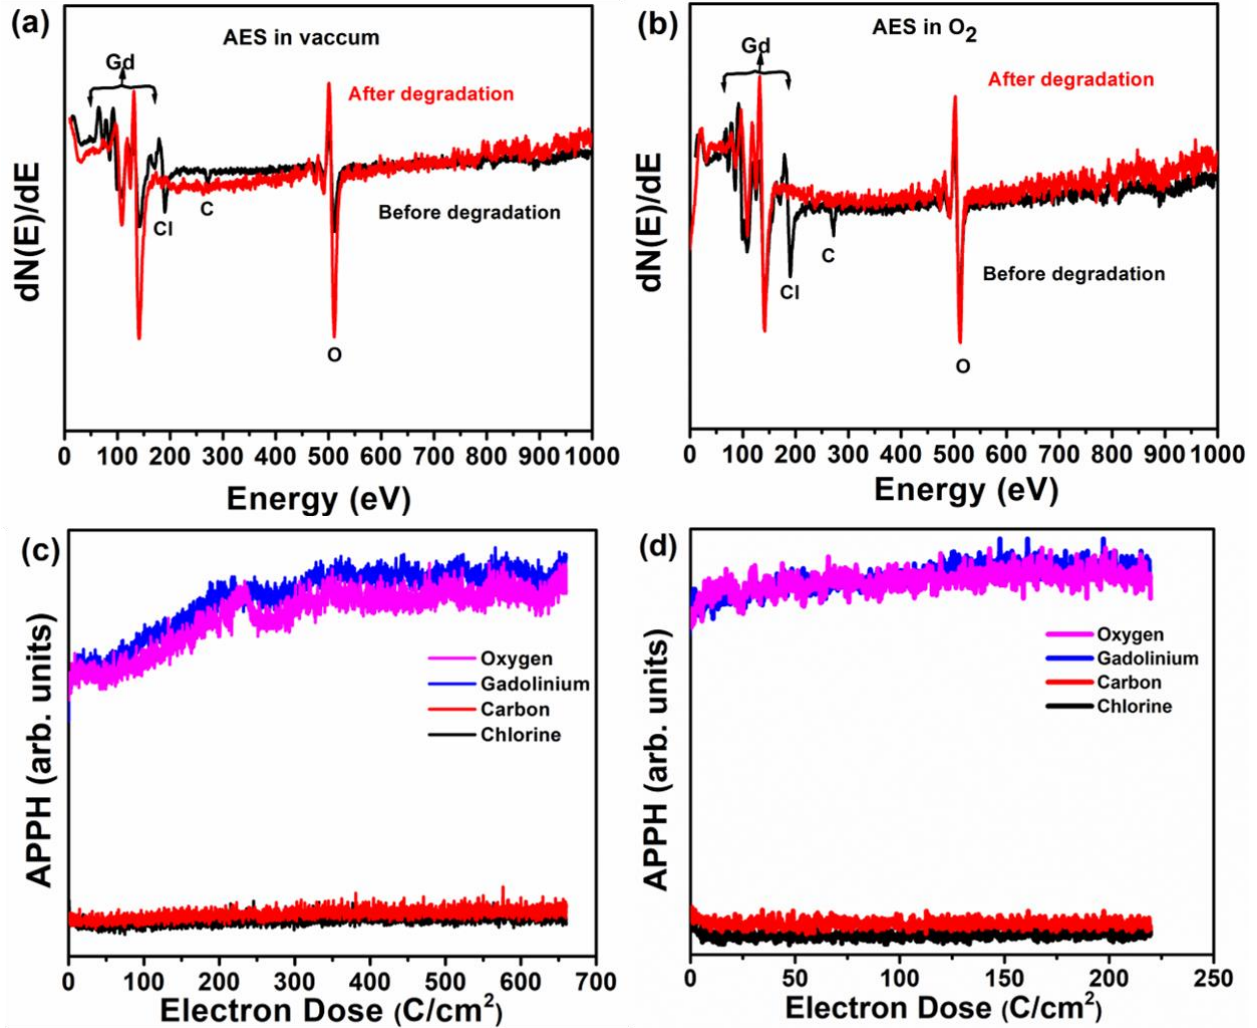 (a)
AES in vaccum
Gd
After degradation
Cl
C
Before degradation
O
dN(E)/dE
0 100 200 300 400 500 600 700 800 900 1000
Energy (eV)
(b)
AES in O2
Gd
After degradation
C
Cl
Before degradation
O
dN(E)/dE
0 100 200 300 400 500 600 700 800 900 1000
Energy (eV)
(c)
Oxygen
Gadolinium
Carbon
Chlorine
APPH (arb. units)
0 100 200 300 400 500 600 700
Electron Dose (C/cm2)
(d)
Oxygen
Gadolinium
Carbon
Chlorine
APPH (arb. units)
0 50 100 150 200 250
Electron Dose (C/cm2)